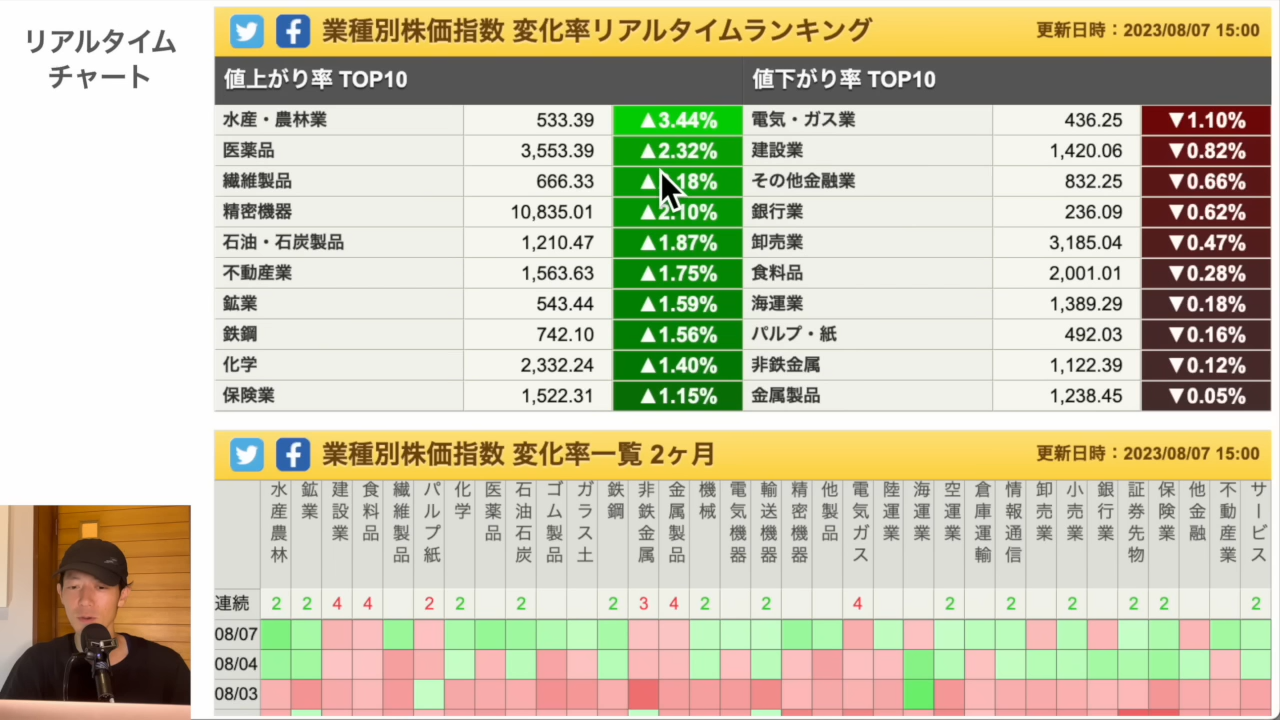 リアルタイム
チャート
業種別株価指数 変化率リアルタイムランキング
更新日時：2023/08/07 15:00
値上がり率 TOP10
値下がり率 TOP10
水産・農林業 533.39 ▲3.44% 電気・ガス業 436.25 ▼1.10%
医薬品 3,553.39 ▲2.32% 建設業 1,420.06 ▼0.82%
繊維製品 666.33 ▲ 18% その他金融業 832.25 ▼0.66%
精密機器 10,835.01 ▲2.10% 銀行業 236.09 ▼0.62%
石油・石炭製品 1,210.47 ▲1.87% 卸売業 3,185.04 ▼0.47%
不動産業 1,563.63 ▲1.75% 食料品 2,001.01 ▼0.28%
鉱業 543.44 ▲1.59% 海運業 1,389.29 ▼0.18%
鉄鋼 742.10 ▲1.56% パルプ・紙 492.03 ▼0.16%
化学 2,332.24 ▲1.40% 非鉄金属 1,122.39 ▼0.12%
保険業 1,522.31 ▲1.15% 金属製品 1,238.45 ▼0.05%
業種別株価指数 変化率一覧 2ヶ月
更新日時：2023/08/07 15:00
水産農林 鉱業 建設業 食料品 繊維製品 パルプ紙 化学 医薬品 石油石炭 ゴム製品 ガラス土 鉄鋼 非鉄金属 金属製品 機械 電気機器 輸送機器 精密機器 他製品 電気ガス 陸運業 海運業 空運業 倉庫運輸 情報通信 卸売業 小売業 銀行業 証券先物 保険業 他金融 不動産業 サービス
連続 2 2 4 4 2 2 2 2 3 4 2 2 4 2 2 2 2 2 2
08/07
08/04
08/03